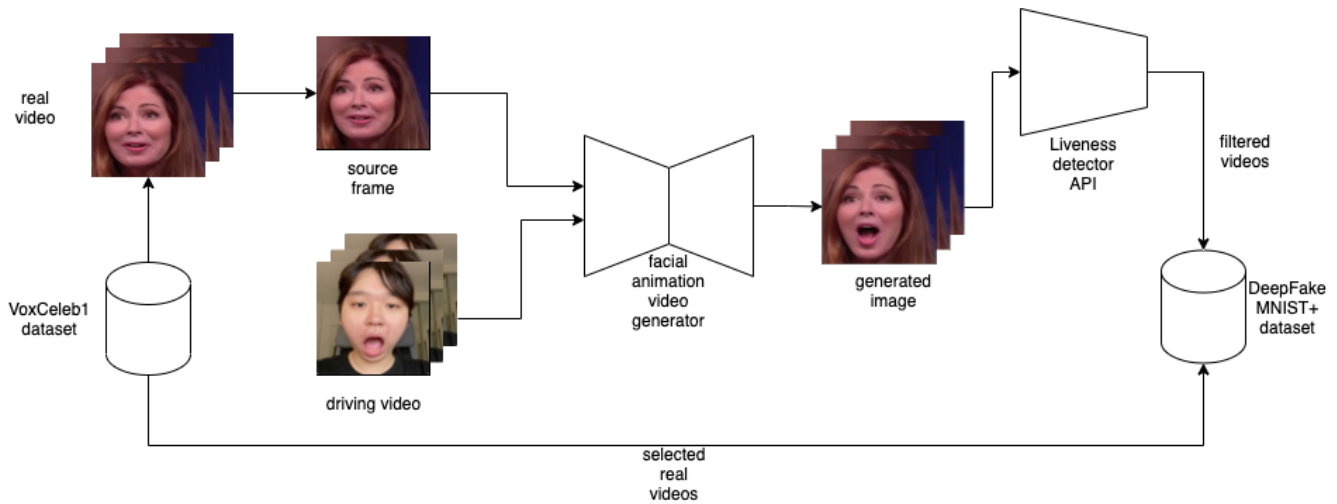 real
video
source
frame
Liveness
detector
API
filtered
videos
VoxCeleb1
dataset
facial
animation
video
generator
generated
image
DeepFake
MNIST+
dataset
driving video
selected
real
videos